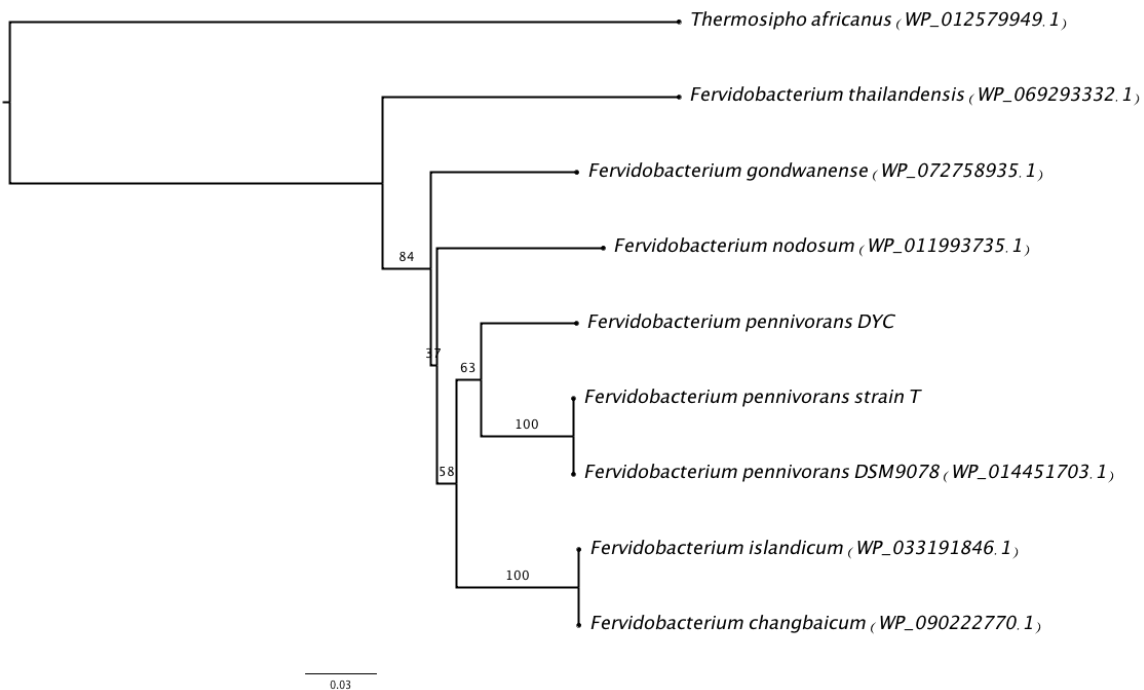 Thermosipho africanus (WP_012579949.1)
Fervidobacterium thailandensis (WP_069293332.1)
Fervidobacterium gondwanense (WP_072758935.1)
Fervidobacterium nodosum (WP_011993735.1)
84
Fervidobacterium pennivorans DYC
37
63
Fervidobacterium pennivorans strain T
100
Fervidobacterium pennivorans DSM9078 (WP_014451703.1)
58
Fervidobacterium islandicum (WP_033191846.1)
100
Fervidobacterium changbaicum (WP_090222770.1)
0.03